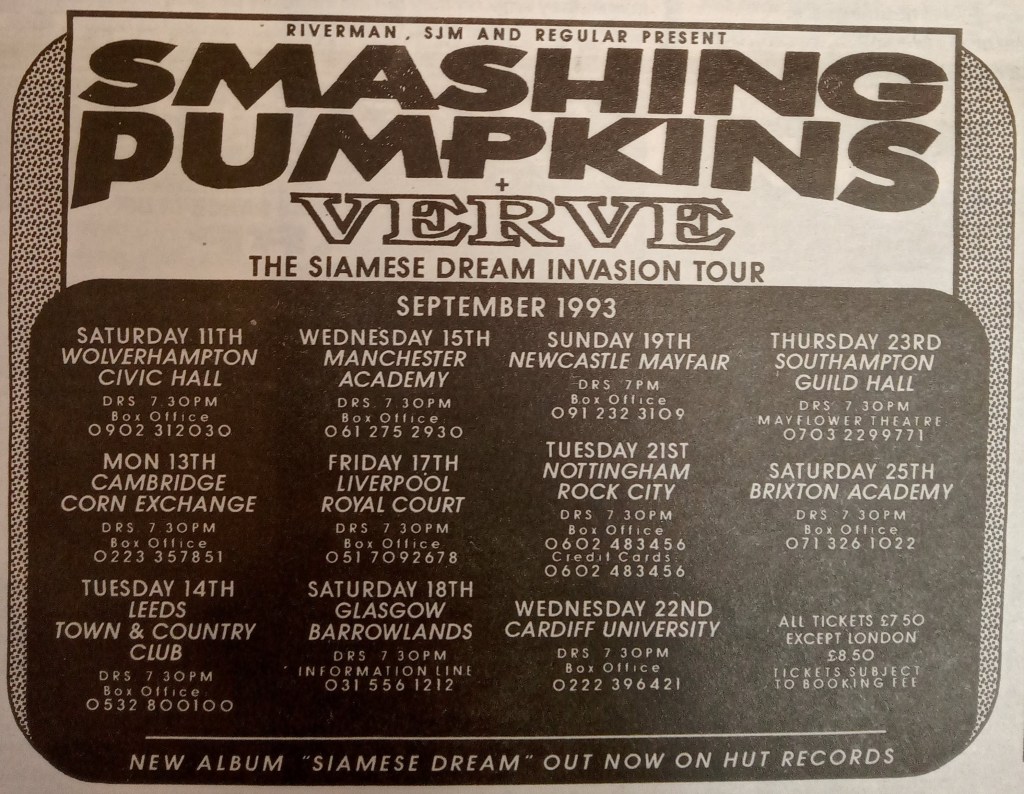 RIVERMAN, SJM AND REGULAR PRESENT
SMASHING
PUMPKINS
+
VERVE
THE SIAMESE DREAM INVASION TOUR
SEPTEMBER 1993
SATURDAY 11TH
WOLVERHAMPTON
CIVIC HALL
DRS 7.30PM
Box Office
0902 312030
MON 13TH
CAMBRIDGE
CORN EXCHANGE
DRS 7 30PM
Box Office
0223 357851
TUESDAY 14TH
LEEDS
TOWN & COUNTRY
CLUB
DRS 7 30PM
Box Office
0532 800100
WEDNESDAY 15TH
MANCHESTER
ACADEMY
DRS 7.30PM
Box Office
061 275 2930
FRIDAY 17TH
LIVERPOOL
ROYAL COURT
DRS 7 30PM
Box Office
051 7092678
SATURDAY 18TH
GLASGOW
BARROWLANDS
DRS 7 30PM
INFORMATION LINE
031 556 1212
SUNDAY 19TH
NEWCASTLE MAYFAIR
DRS 7PM
Box Office
091 232 3109
TUESDAY 21ST
NOTTINGHAM
ROCK CITY
DRS 7.30PM
Box Office
0602 483456
Credit Cards
0602 483456
WEDNESDAY 22ND
CARDIFF UNIVERSITY
DRS 7 30PM
Box Office
0222 396421
THURSDAY 23RD
SOUTHAMPTON
GUILD HALL
DRS 7.30PM
MAYFLOWER THEATRE
0703 2299771
SATURDAY 25TH
BRIXTON ACADEMY
DRS 7.30PM
Box Office
071 326 1022
ALL TICKETS £7.50
EXCEPT LONDON
£8.50
TICKETS SUBJECT
TO BOOKING FEE
NEW ALBUM "SIAMESE DREAM" OUT NOW ON HUT RECORDS